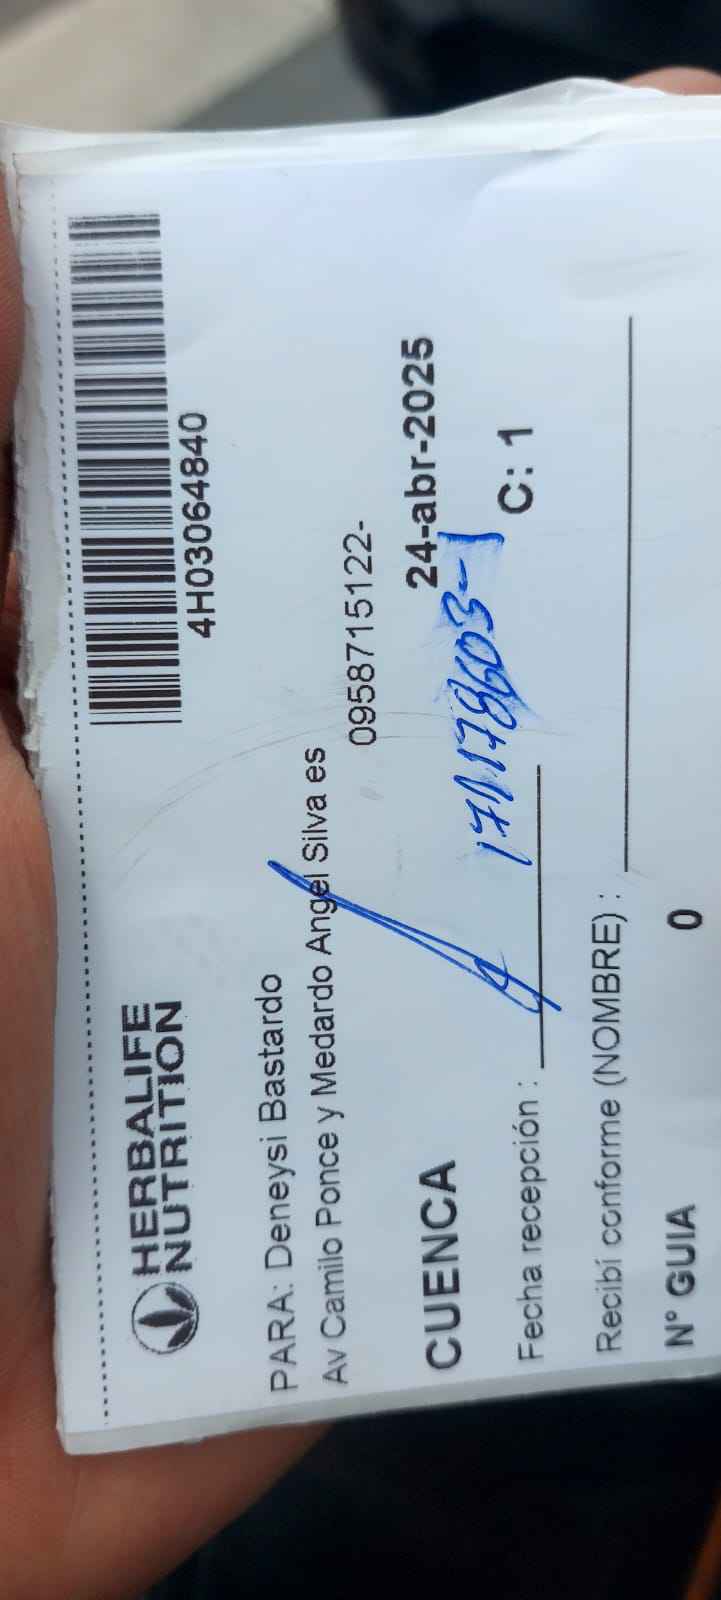 HERBALIFE
NUTRITION
4H03064840
PARA: Deneysi Bastardo
Av Camilo Ponce y Medardo Angel Silva es
0958715122-
CUENCA 24-abr-2025
Fecha recepción :
C: 1
Recibí conforme (NOMBRE) :
N° GUIA 0